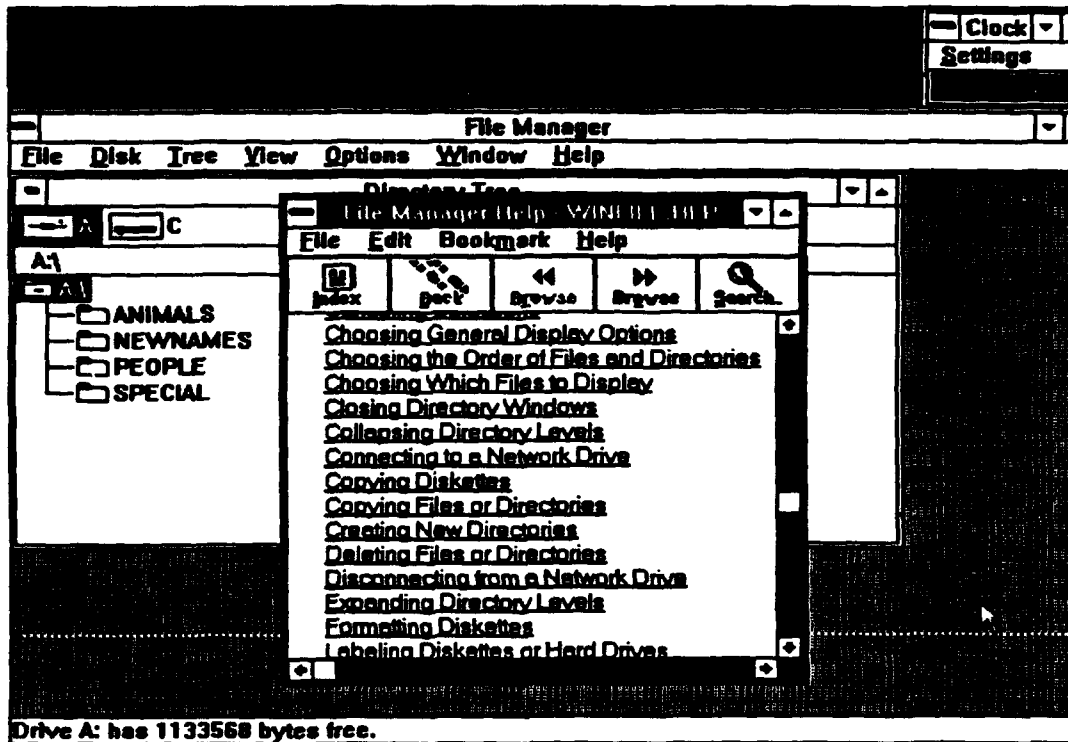 Clock
Settings
File Manager
File Disk Tree View Options Window Help
Directory Tree
A C
File Manager Help - WINFILE.HLP
File Edit Bookmark Help
A:\
Index Back Browse Browse Search
A:\
ANIMALS
NEWNAMES
PEOPLE
SPECIAL
Choosing General Display Options
Choosing the Order of Files and Directories
Choosing Which Files to Display
Closing Directory Windows
Collapsing Directory Levels
Connecting to a Network Drive
Copying Diskettes
Copying Files or Directories
Creating New Directories
Deleting Files or Directories
Disconnecting from a Network Drive
Expanding Directory Levels
Formatting Diskettes
Labeling Diskettes or Hard Drives
Drive A: has 1133568 bytes free.